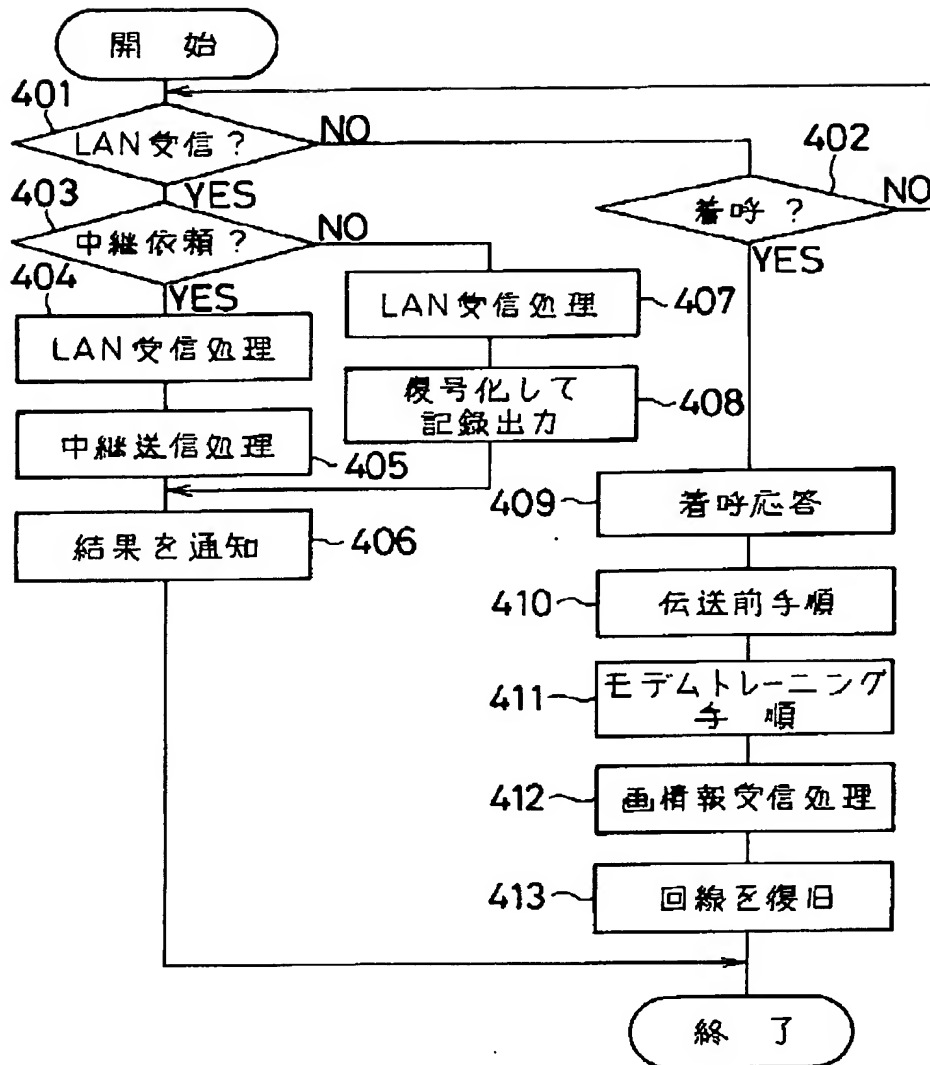 開始
401
LAN受信?
NO
402
着呼?
NO
YES
403
YES
中継依頼?
NO
404
YES
LAN受信処理
407
LAN受信処理
復号化して
記録出力
408
中継送信処理
405
結果を通知
406
409
着呼応答
410
伝送前手順
411
モデムトレーニング
手順
412
画情報受信処理
413
回線を復旧
終了